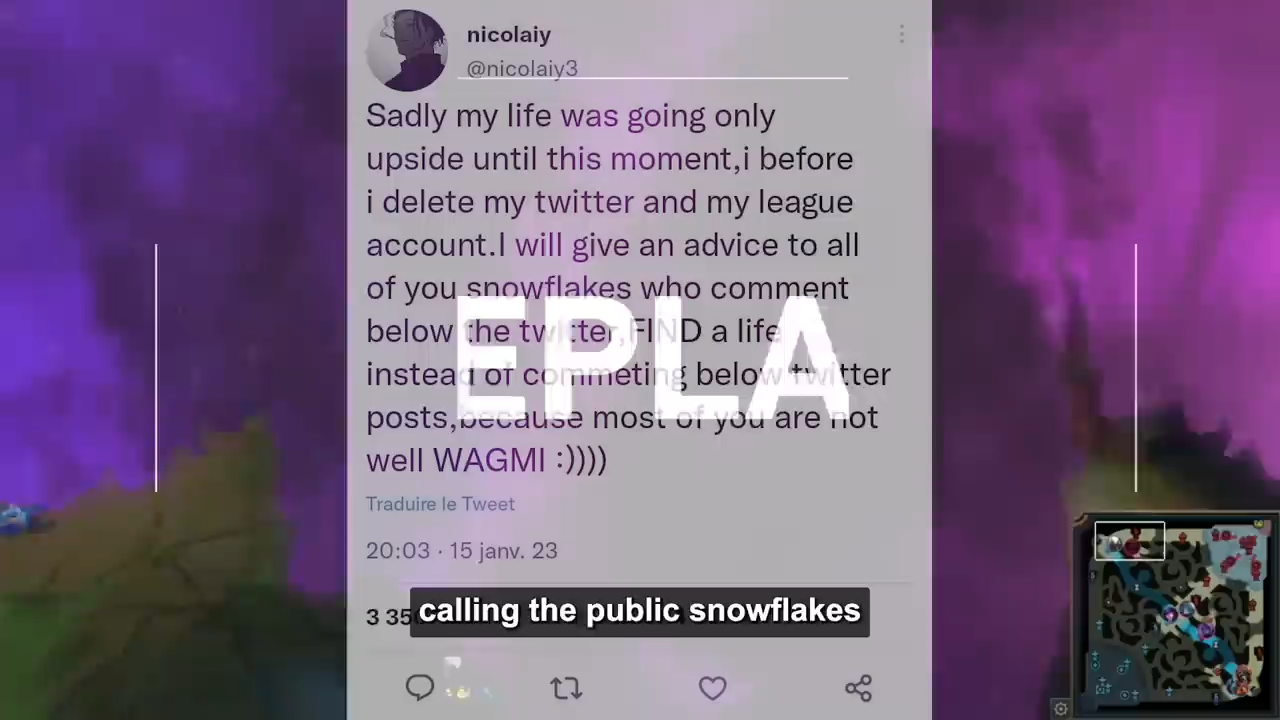 nicolaiy
@nicolaiy3
Sadly my life was going only
upside until this moment,i before
i delete my twitter and my league
account.I will give an advice to all
of you snowflakes who comment
below the twitter,FIND a life
instead of commeting below twitter
posts,because most of you are not
well WAGMI :))))
EPLA
Traduire le Tweet
20:03 · 15 janv. 23
3 35
calling the public snowflakes